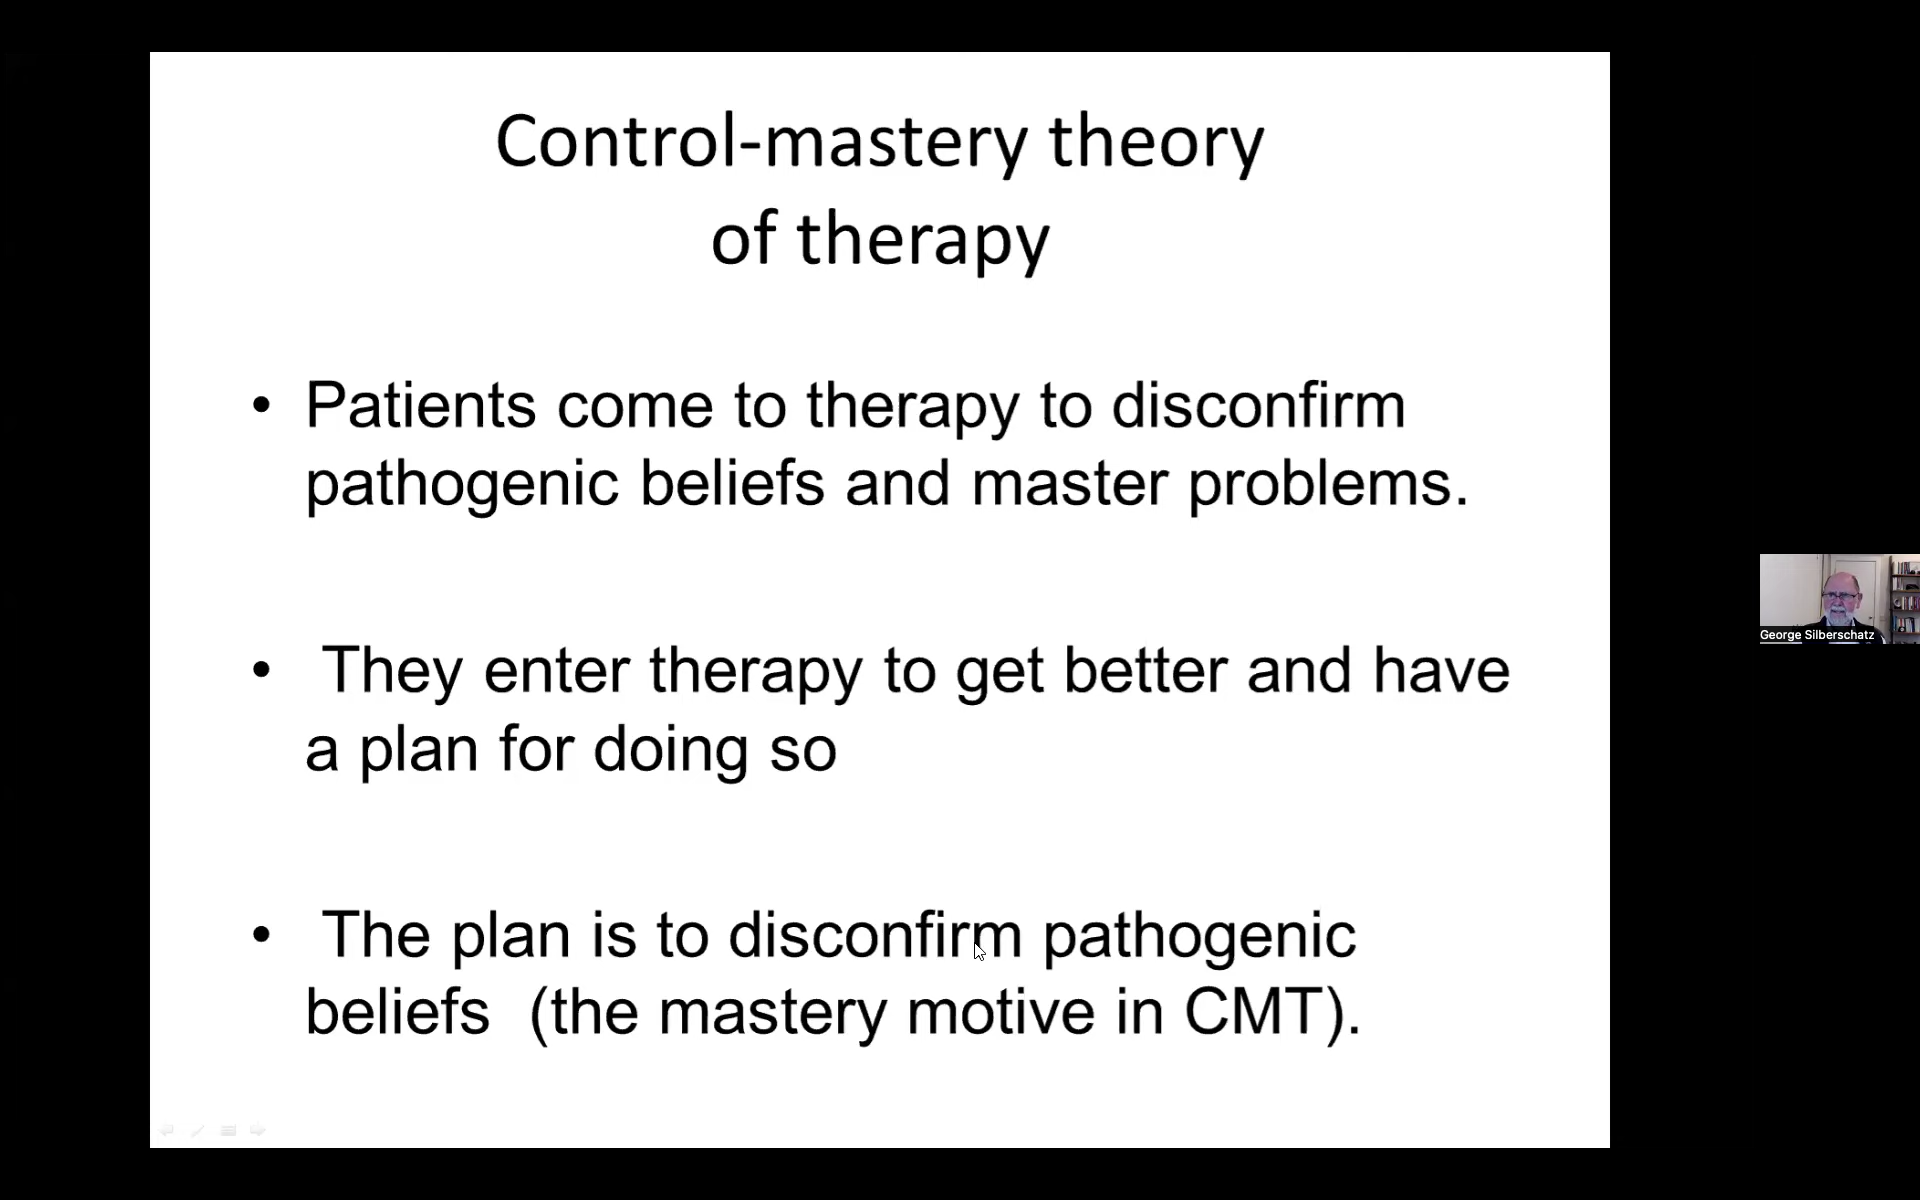 Control-mastery theory
of therapy
• Patients come to therapy to disconfirm
pathogenic beliefs and master problems.
• They enter therapy to get better and have
a plan for doing so
• The plan is to disconfirm pathogenic
beliefs (the mastery motive in CMT).
George Silberschatz